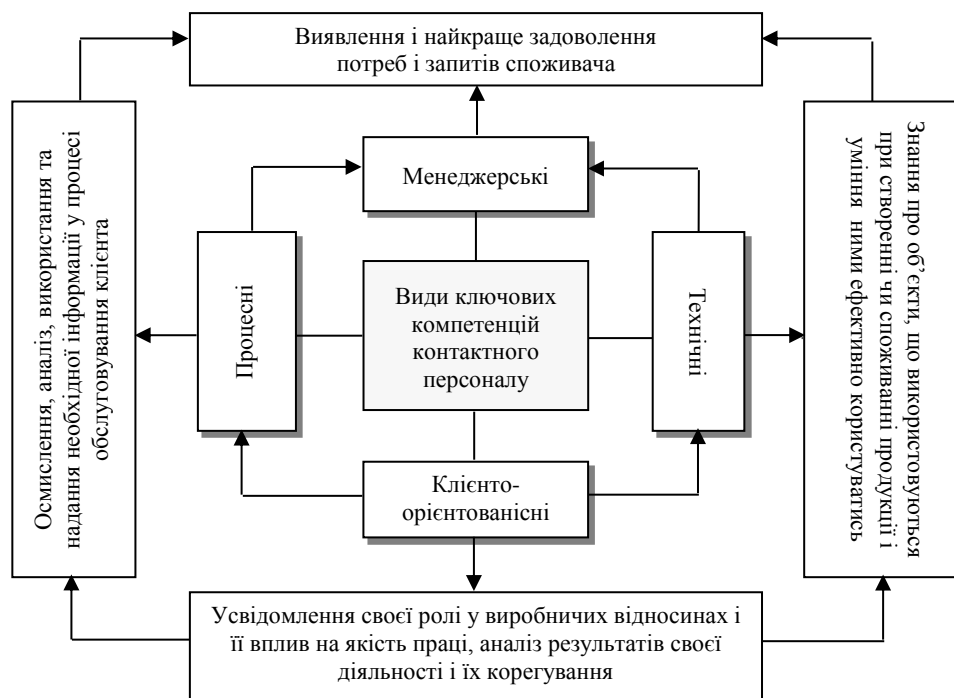 Виявлення і найкраще задоволення
потреб і запитів споживача
Осмислення, аналіз, використання та
надання необхідної інформації у процесі
обслуговування клієнта
Процесні
Менеджерські
Види ключових
компетенцій
контактного
персоналу
Клієнто-
орієнтованісні
Технічні
Знання про об’єкти, що використовуються
при створенні чи споживанні продукції і
уміння ними ефективно користуватись
Усвідомлення своєї ролі у виробничих відносинах і
її вплив на якість праці, аналіз результатів своєї
діяльності і їх корегування